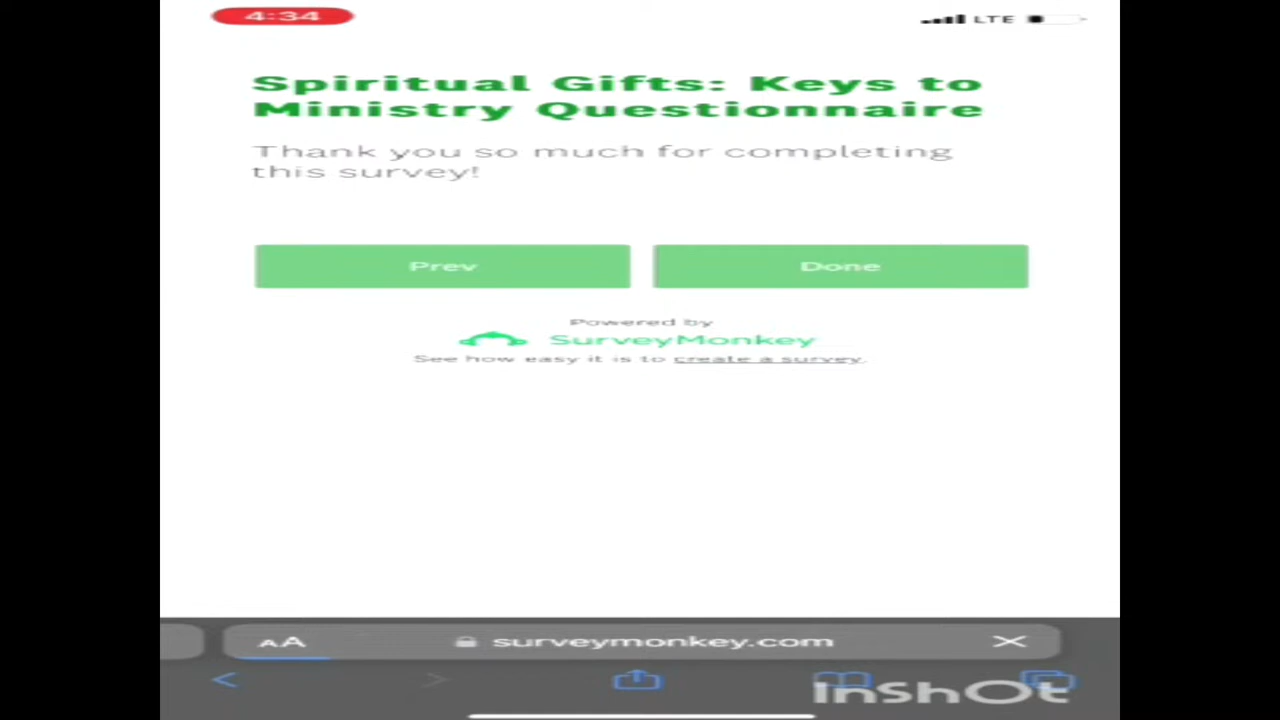 4:34
LTE
Spiritual Gifts: Keys to
Ministry Questionnaire
Thank you so much for completing
this survey!
Prev
Done
Powered by
SurveyMonkey
See how easy it is to create a survey.
AA
surveymonkey.com
InShOt